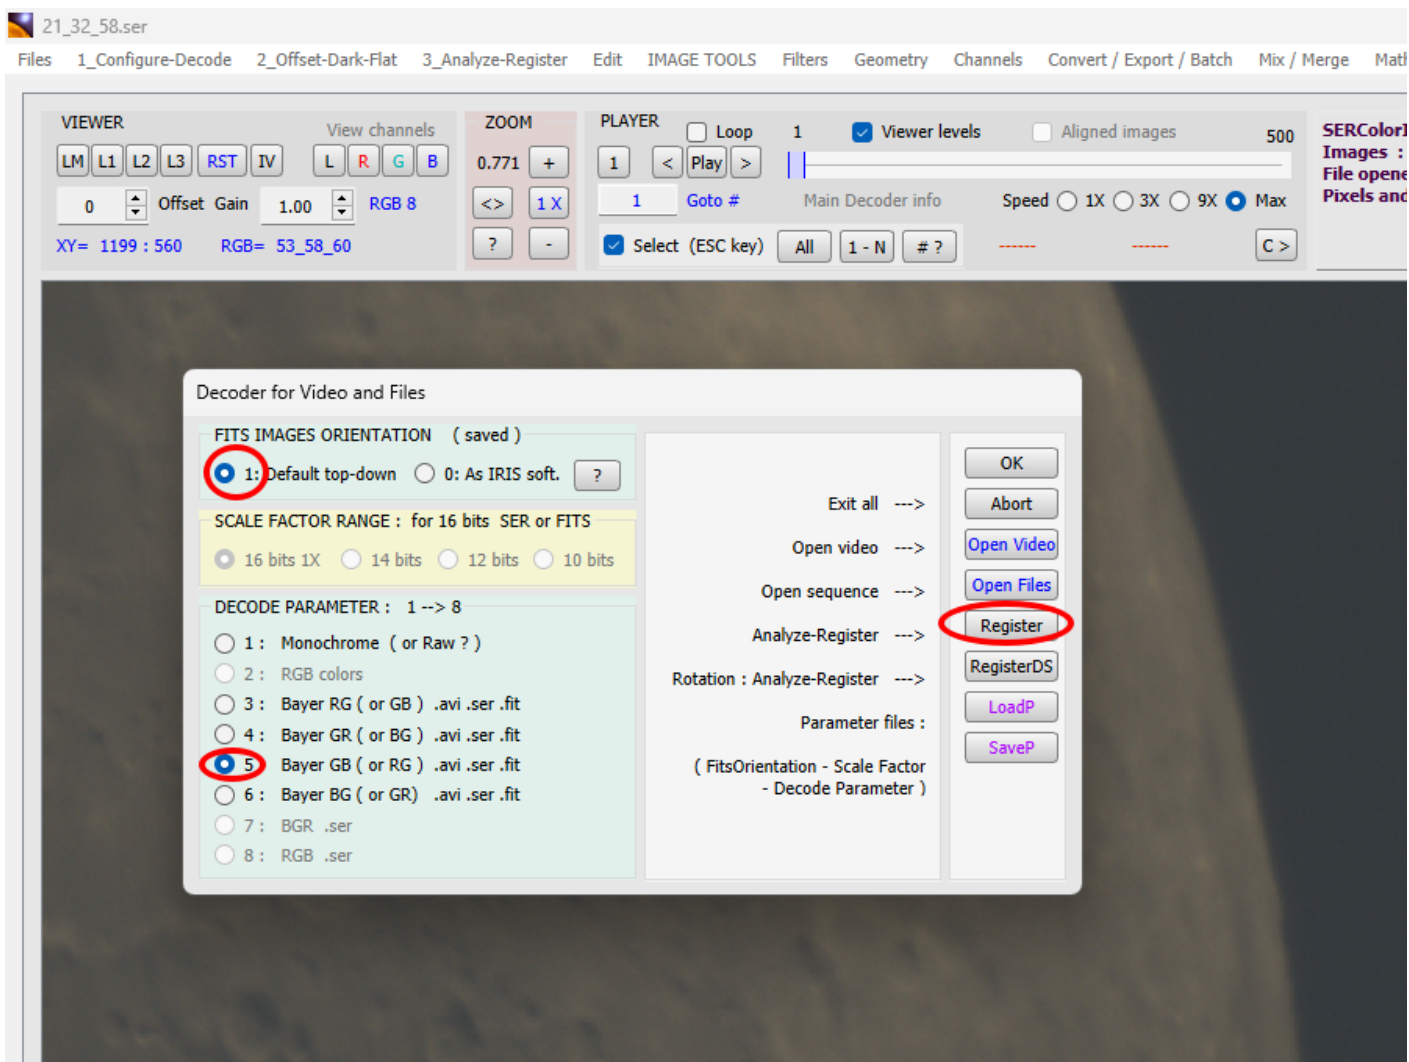 21_32_58.ser
Files 1_Configure-Decode 2_Offset-Dark-Flat 3_Analyze-Register Edit IMAGE TOOLS Filters Geometry Channels Convert / Export / Batch Mix / Merge
VIEWER View channels
LM L1 L2 L3 RST IV L R G B
0 Offset Gain 1.00 RGB 8
XY= 1199 : 560 RGB= 53_58_60
ZOOM
0.771 +
<> 1 X
? -
PLAYER Loop 1 Viewer levels Aligned images 500
1 < Play >
1 Goto # Main Decoder info Speed 1X 3X 9X Max
Select (ESC key) All 1 - N # ? ------ ------ C >
Images :
Pixels and
Decoder for Video and Files
FITS IMAGES ORIENTATION ( saved )
1: Default top-down 0: As IRIS soft. ?
SCALE FACTOR RANGE : for 16 bits SER or FITS
16 bits 1X 14 bits 12 bits 10 bits
DECODE PARAMETER : 1 --> 8
1 : Monochrome ( or Raw ? )
2 : RGB colors
3 : Bayer RG ( or GB ) .avi .ser .fit
4 : Bayer GR ( or BG ) .avi .ser .fit
5 Bayer GB ( or RG ) .avi .ser .fit
6 : Bayer BG ( or GR) .avi .ser .fit
7 : BGR .ser
8 : RGB .ser
Exit all --->
Open video --->
Open sequence --->
Analyze-Register --->
Rotation : Analyze-Register --->
Parameter files :
( FitsOrientation - Scale Factor
- Decode Parameter )
OK
Abort
Open Video
Open Files
Register
RegisterDS
LoadP
SaveP